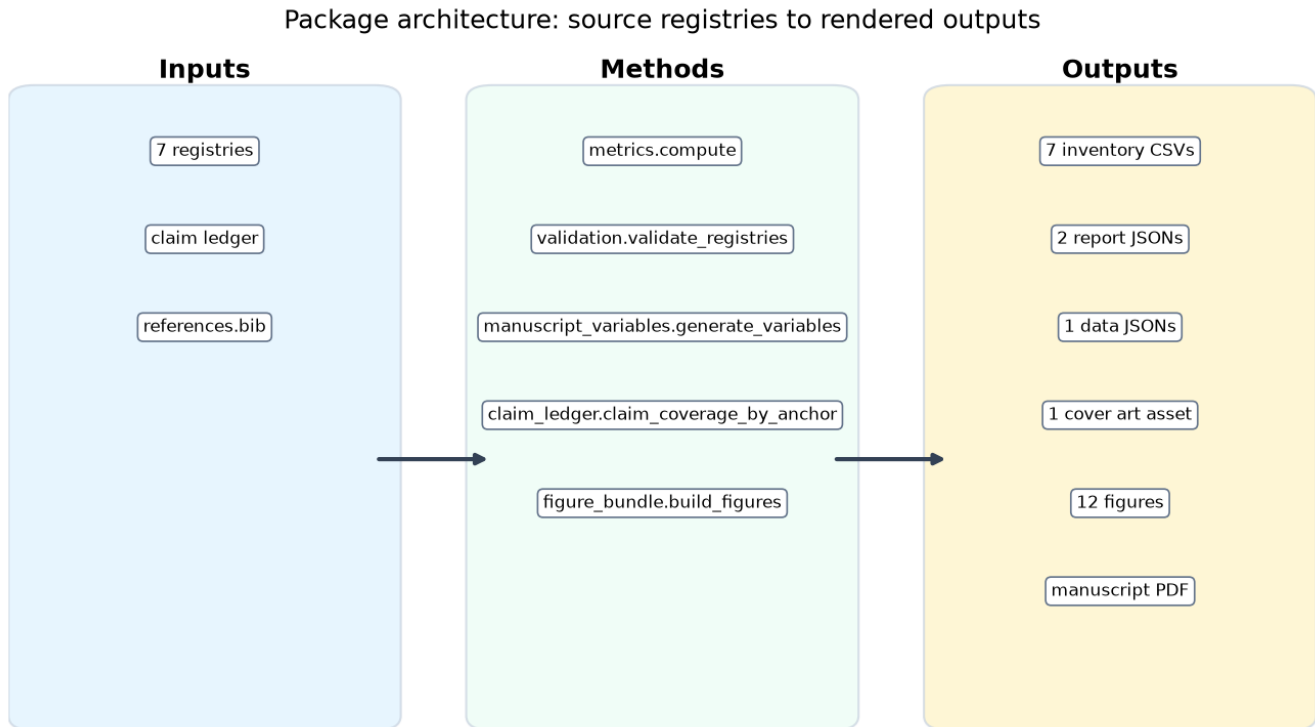 Package architecture: source registries to rendered outputs
Inputs
7 registries
claim ledger
references.bib
Methods
metrics.compute
validation.validate_registries
manuscript_variables.generate_variables
claim_ledger.claim_coverage_by_anchor
figure_bundle.build_figures
Outputs
7 inventory CSVs
2 report JSONs
1 data JSONs
1 cover art asset
12 figures
manuscript PDF